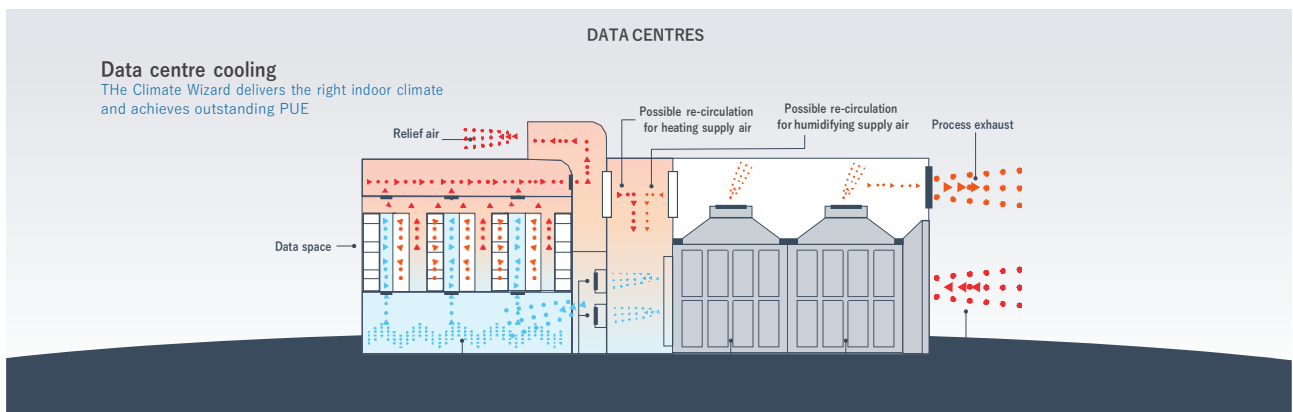 DATA CENTRES
Data centre cooling
THe Climate Wizard delivers the right indoor climate
and achieves outstanding PUE
Relief air
Possible re-circulation
for heating supply air
Possible re-circulation
for humidifying supply air
Process exhaust
Data space